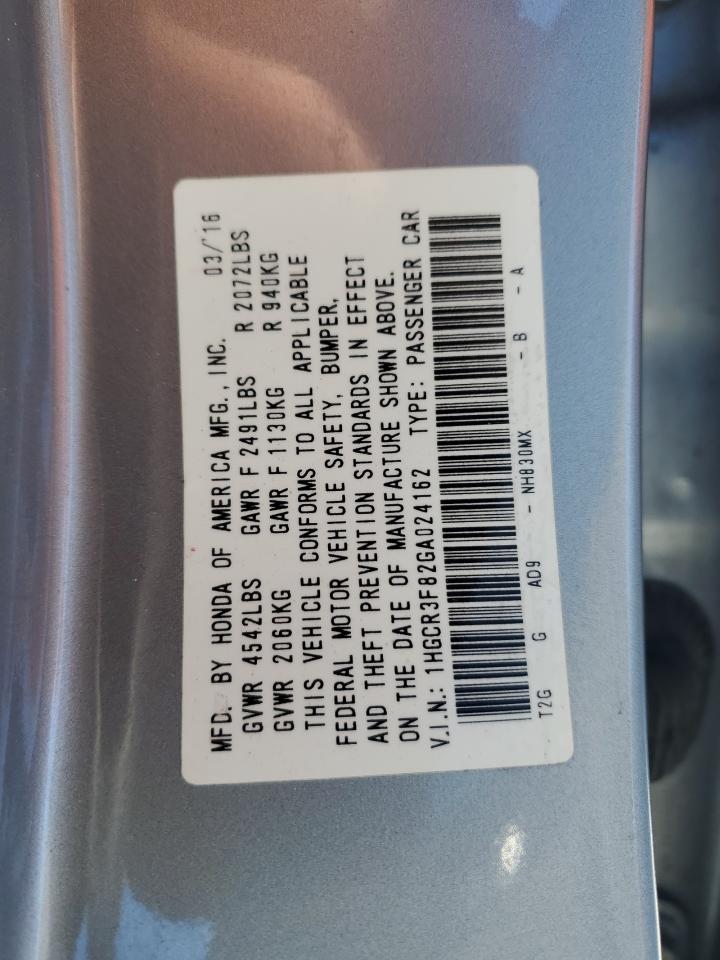 MFD. BY HONDA OF AMERICA MFG., INC. 03/'16
GVWR 4542LBS GAWR F 2491LBS R 2072LBS
GVWR 2060KG GAWR F 1130KG R 940KG
THIS VEHICLE CONFORMS TO ALL APPLICABLE
FEDERAL MOTOR VEHICLE SAFETY, BUMPER,
AND THEFT PREVENTION STANDARDS IN EFFECT
ON THE DATE OF MANUFACTURE SHOWN ABOVE.
V.I.N.: 1HGCR3F82GA024162 TYPE: PASSENGER CAR
T2G G AD9 - NH830MX - B - A